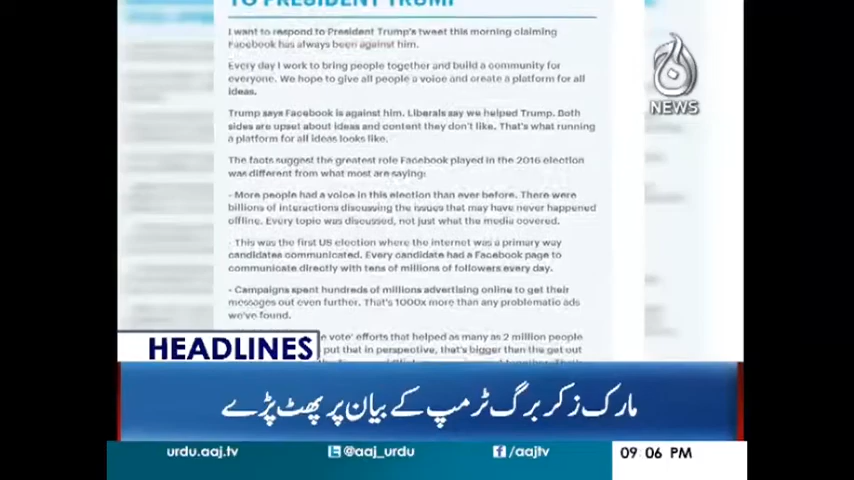 TO PRESIDENT TRUMP
I want to respond to President Trump's tweet this morning claiming
Facebook has always been against him.
Every day I work to bring people together and build a community for
everyone. We hope to give all people a voice and create a platform for all
ideas.
Trump says Facebook is against him. Liberals say we helped Trump. Both
sides are upset about ideas and content they don't like. That's what running
a platform for all ideas looks like.
The facts suggest the greatest role Facebook played in the 2016 election
was different from what most are saying:
- More people had a voice in this election than ever before. There were
billions of interactions discussing the issues that may have never happened
offline. Every topic was discussed, not just what the media covered.
- This was the first US election where the internet was a primary way
candidates communicated. Every candidate had a Facebook page to
communicate directly with tens of millions of followers every day.
- Campaigns spent hundreds of millions advertising online to get their
messages out even further. That's 1000x more than any problematic ads
we've found.
vote' efforts that helped as many as 2 million people
put that in perspective, that's bigger than the get out
آج
NEWS
HEADLINES
مارک زکربرگ ٹرمپ کے بیان پر پھٹ پڑے
urdu.aaj.tv
@aaj_urdu
/aajtv
09:06 PM